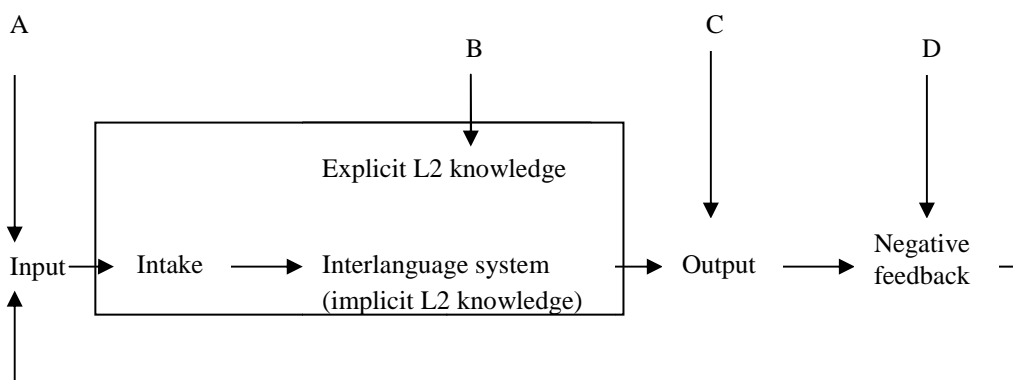 A
B
C
D
Explicit L2 knowledge
Input
Intake
Interlanguage system
(implicit L2 knowledge)
Output
Negative
feedback